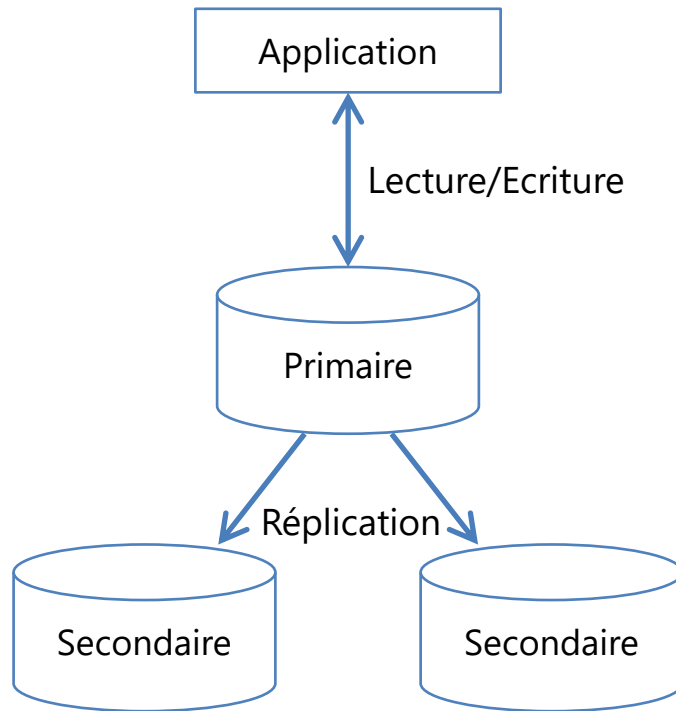 Application
Lecture/Ecriture
Primaire
Réplication
Secondaire
Secondaire